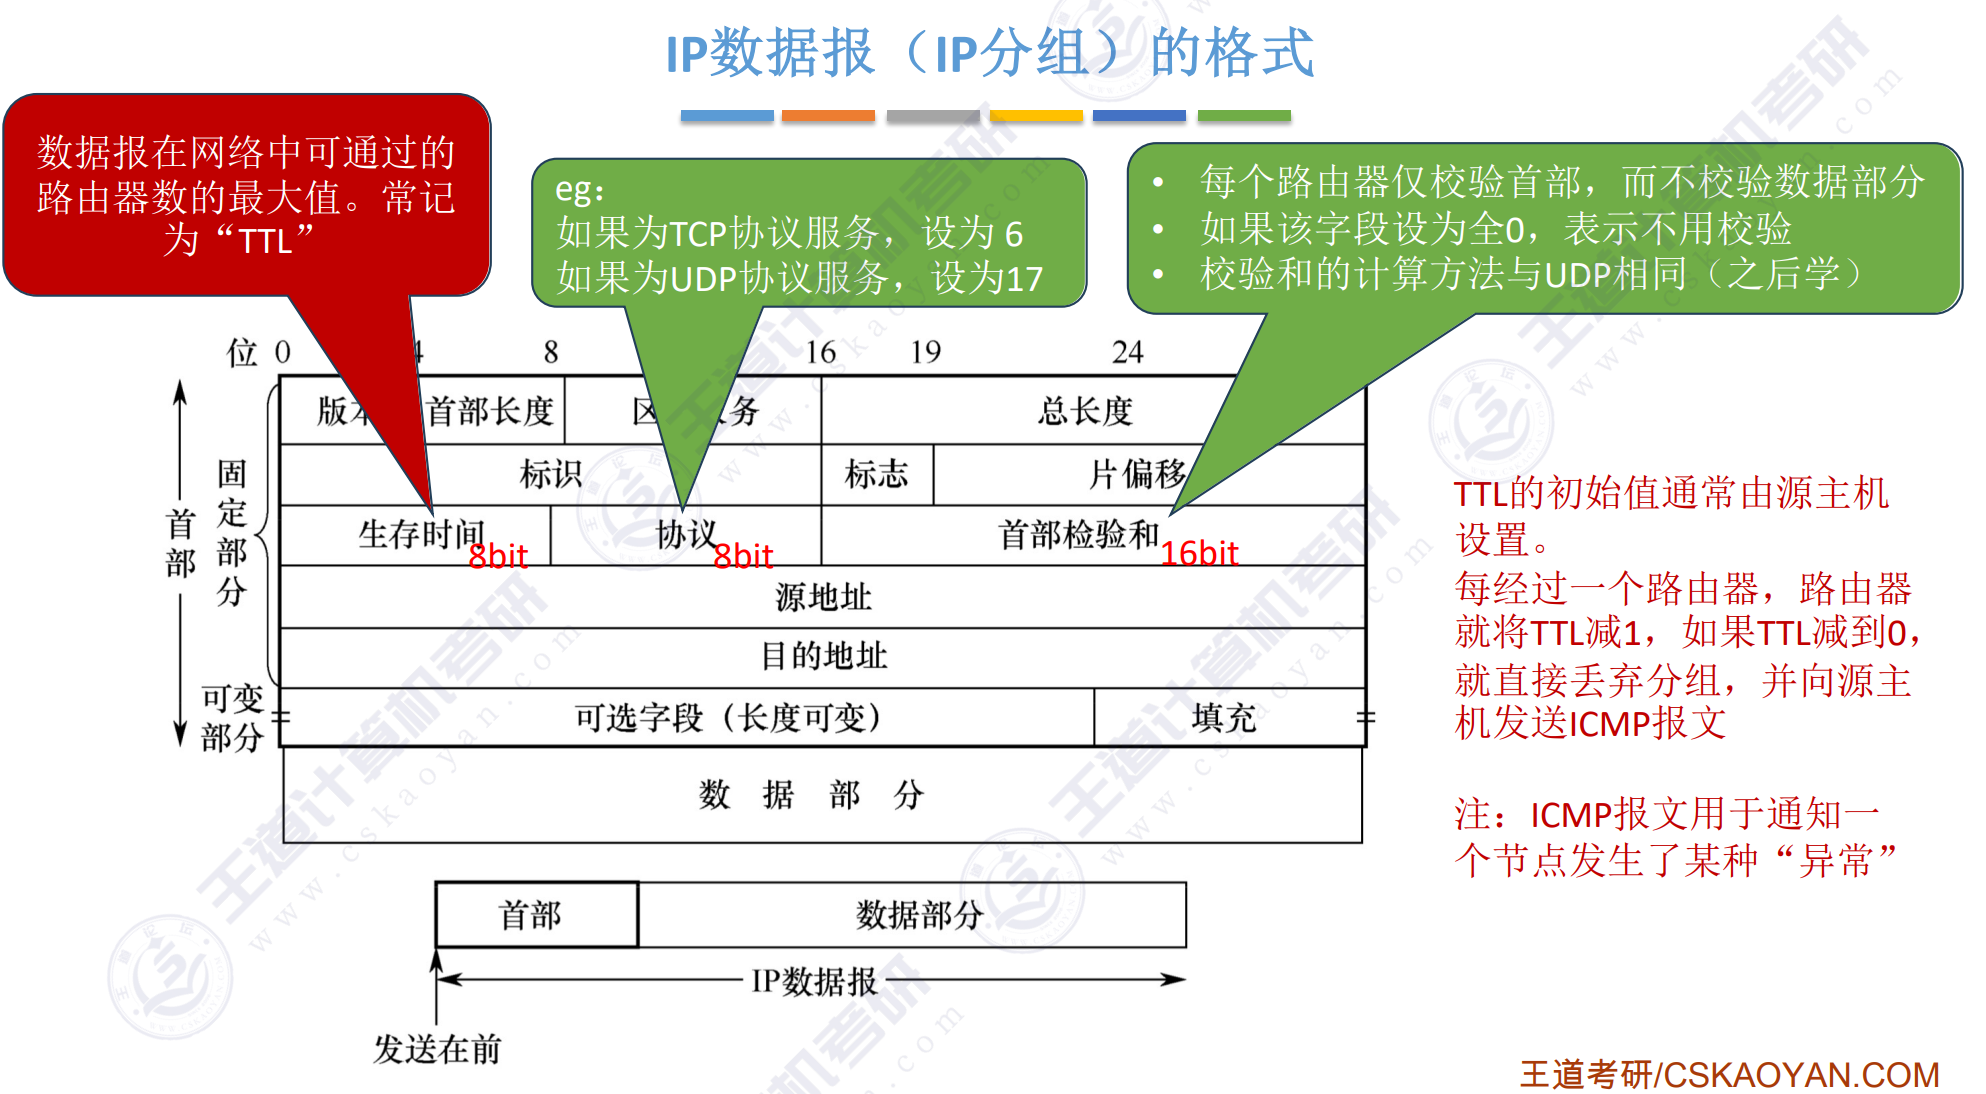 IP数据报（IP分组）的格式
数据报在网络中可通过的
路由器数的最大值。常记
为“TTL”
eg：
如果为TCP协议服务，设为 6
如果为UDP协议服务，设为17
• 每个路由器仅校验首部，而不校验数据部分
• 如果该字段设为全0，表示不用校验
• 校验和的计算方法与UDP相同（之后学）
位 0 4 8 16 19 24
首部长度 总长度
标识 标志 片偏移
生存时间 8bit 协议 8bit 首部检验和 16bit
源地址
目的地址
可选字段（长度可变） 填充
数 据 部 分
首部
固定部分
可变
部分
首部 数据部分
IP数据报
发送在前
TTL的初始值通常由源主机
设置。
每经过一个路由器，路由器
就将TTL减1，如果TTL减到0，
就直接丢弃分组，并向源主
机发送ICMP报文
注：ICMP报文用于通知一
个节点发生了某种“异常”
王道考研/CSKAOYAN.COM
王道计算机考研
www.cskaoyan.com